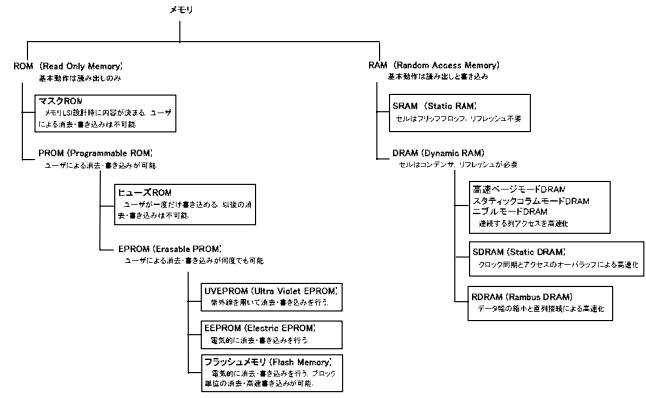 メモリ
ROM (Read Only Memory)
基本動作は読み出しのみ
マスクROM
メモリLSI設計時に内容が決まる. ユーザ
による消去・書き込みは不可能.
PROM (Programmable ROM)
ユーザによる消去・書き込みが可能.
ヒューズROM
ユーザが一度だけ書き込める. 以後の消
去・書き込みは不可能.
EPROM (Erasable PROM)
ユーザによる消去・書き込みが何度でも可能
UVEPROM (Ultra Violet EPROM)
紫外線を用いて消去・書き込みを行う.
EEPROM (Electric EPROM)
電気的に消去・書き込みを行う.
フラッシュメモリ (Flash Memory)
電気的に消去・書き込みを行う. ブロック
単位の消去・高速書き込みが可能.
RAM (Random Access Memory)
基本動作は読み出しと書き込み
SRAM (Static RAM)
セルはフリップフロップ、リフレッシュ不要
DRAM (Dynamic RAM)
セルはコンデンサ、リフレッシュが必要
高速ページモードDRAM
スタティックコラムモードDRAM
ニブルモードDRAM
連続する列アクセスを高速化
SDRAM (Static DRAM)
クロック同期とアクセスのオーバラップによる高速化
RDRAM (Rambus DRAM)
データ幅の縮小と直列接続による高速化